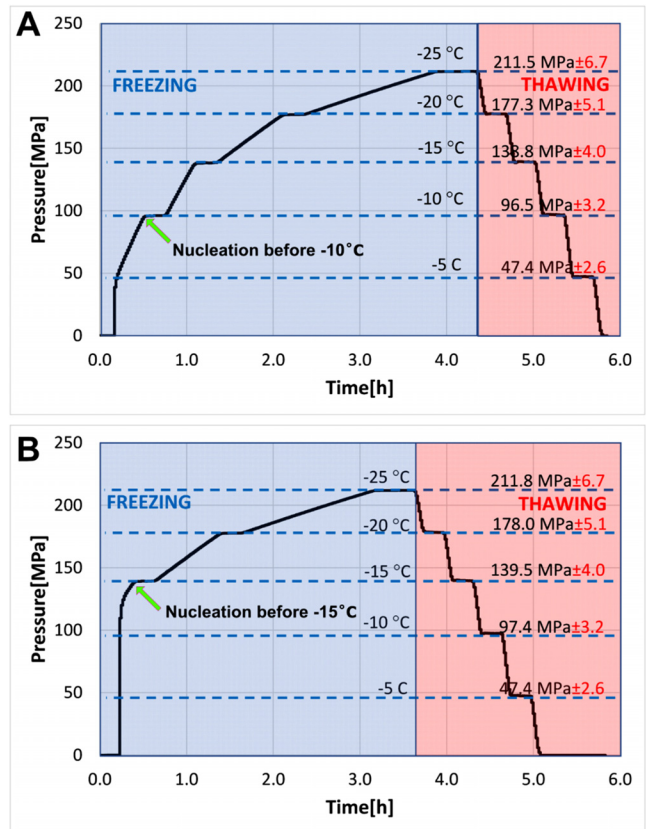 A
250
-25 °C
211.5 MPa±6.7
200
FREEZING
THAWING
-20 °C
177.3 MPa±5.1
150
-15 °C
138.8 MPa±4.0
Pressure[MPa]
100
-10 °C
96.5 MPa±3.2
Nucleation before -10°C
50
-5 C
47.4 MPa±2.6
0
0.0 1.0 2.0 3.0 4.0 5.0 6.0
Time[h]
B
250
-25 °C
211.8 MPa±6.7
200
FREEZING
THAWING
-20 °C
178.0 MPa±5.1
150
-15 °C
139.5 MPa±4.0
Nucleation before -15°C
Pressure[MPa]
100
-10 °C
97.4 MPa±3.2
50
-5 C
47.4 MPa±2.6
0
0.0 1.0 2.0 3.0 4.0 5.0 6.0
Time[h]